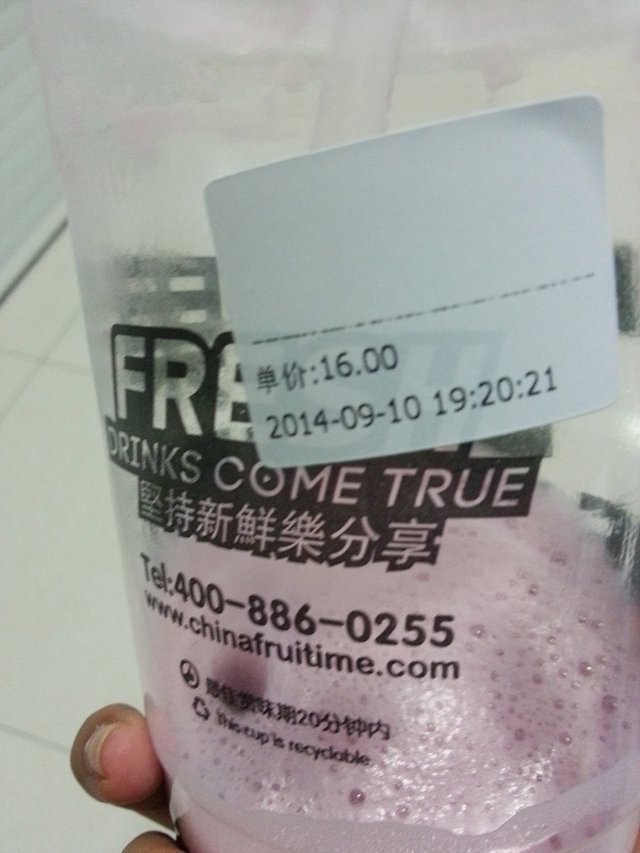 单价:16.00
2014-09-10 19:20:21
DRINKS COME TRUE
堅持新鮮樂分享
Tel:400-886-0255
www.chinafruitime.com
最佳赏味期20分钟内
This cup is recyclable